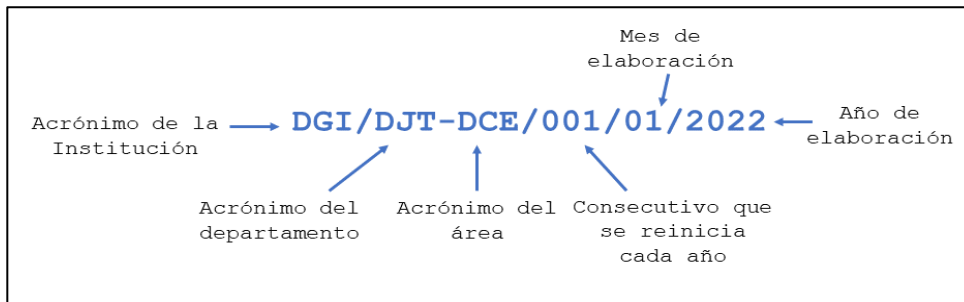 Mes de
elaboración
Acrónimo de la
Institución
DGI/DJT-DCE/001/01/2022
Año de
elaboración
Acrónimo del
departamento
Acrónimo del
área
Consecutivo que
se reinicia
cada año